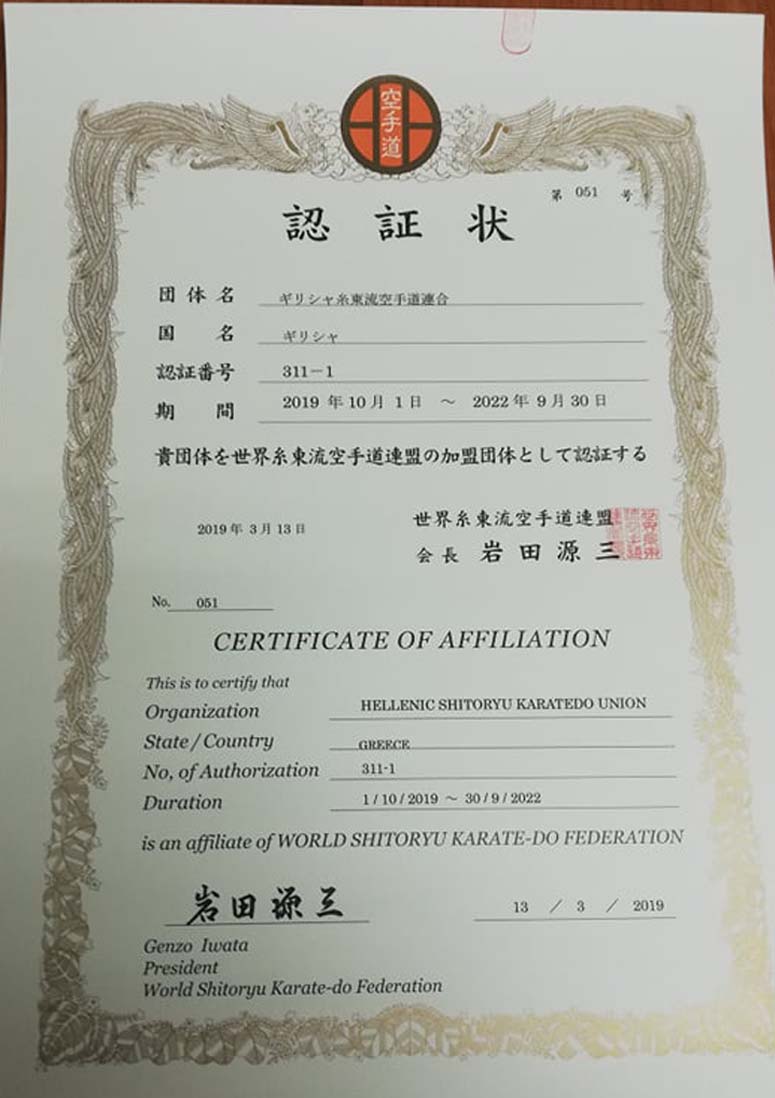 空手道
第 051 号
認 証 状
団体名 ギリシャ糸東流空手道連合
国 名 ギリシャ
認証番号 311－1
期 間 2019 年 10 月 1 日 ～ 2022 年 9 月 30 日
貴団体を世界糸東流空手道連盟の加盟団体として認証する
2019 年 3 月 13 日
世界糸東流空手道連盟
会長 岩田源三
No. 051
CERTIFICATE OF AFFILIATION
This is to certify that
Organization HELLENIC SHITORYU KARATEDO UNION
State / Country GREECE
No, of Authorization 311-1
Duration 1 / 10 / 2019 ～ 30 / 9 / 2022
is an affiliate of WORLD SHITORYU KARATE-DO FEDERATION
岩田源三
13 / 3 / 2019
Genzo Iwata
President
World Shitoryu Karate-do Federation